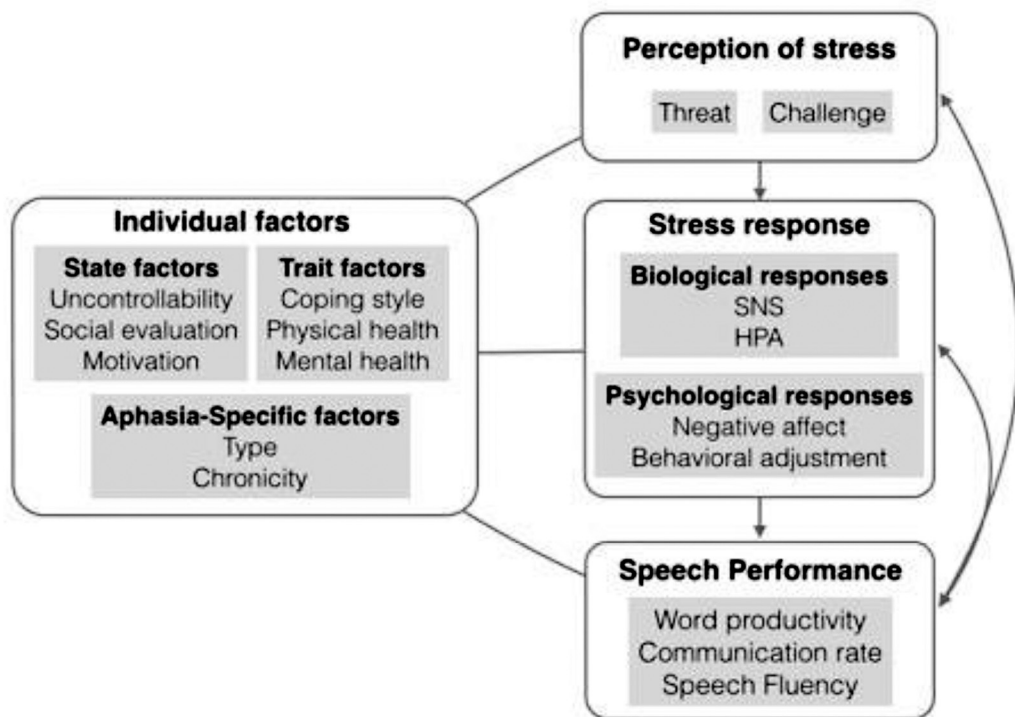 Perception of stress
Threat
Challenge
Individual factors
State factors
Uncontrollability
Social evaluation
Motivation
Trait factors
Coping style
Physical health
Mental health
Aphasia-Specific factors
Type
Chronicity
Stress response
Biological responses
SNS
HPA
Psychological responses
Negative affect
Behavioral adjustment
Speech Performance
Word productivity
Communication rate
Speech Fluency